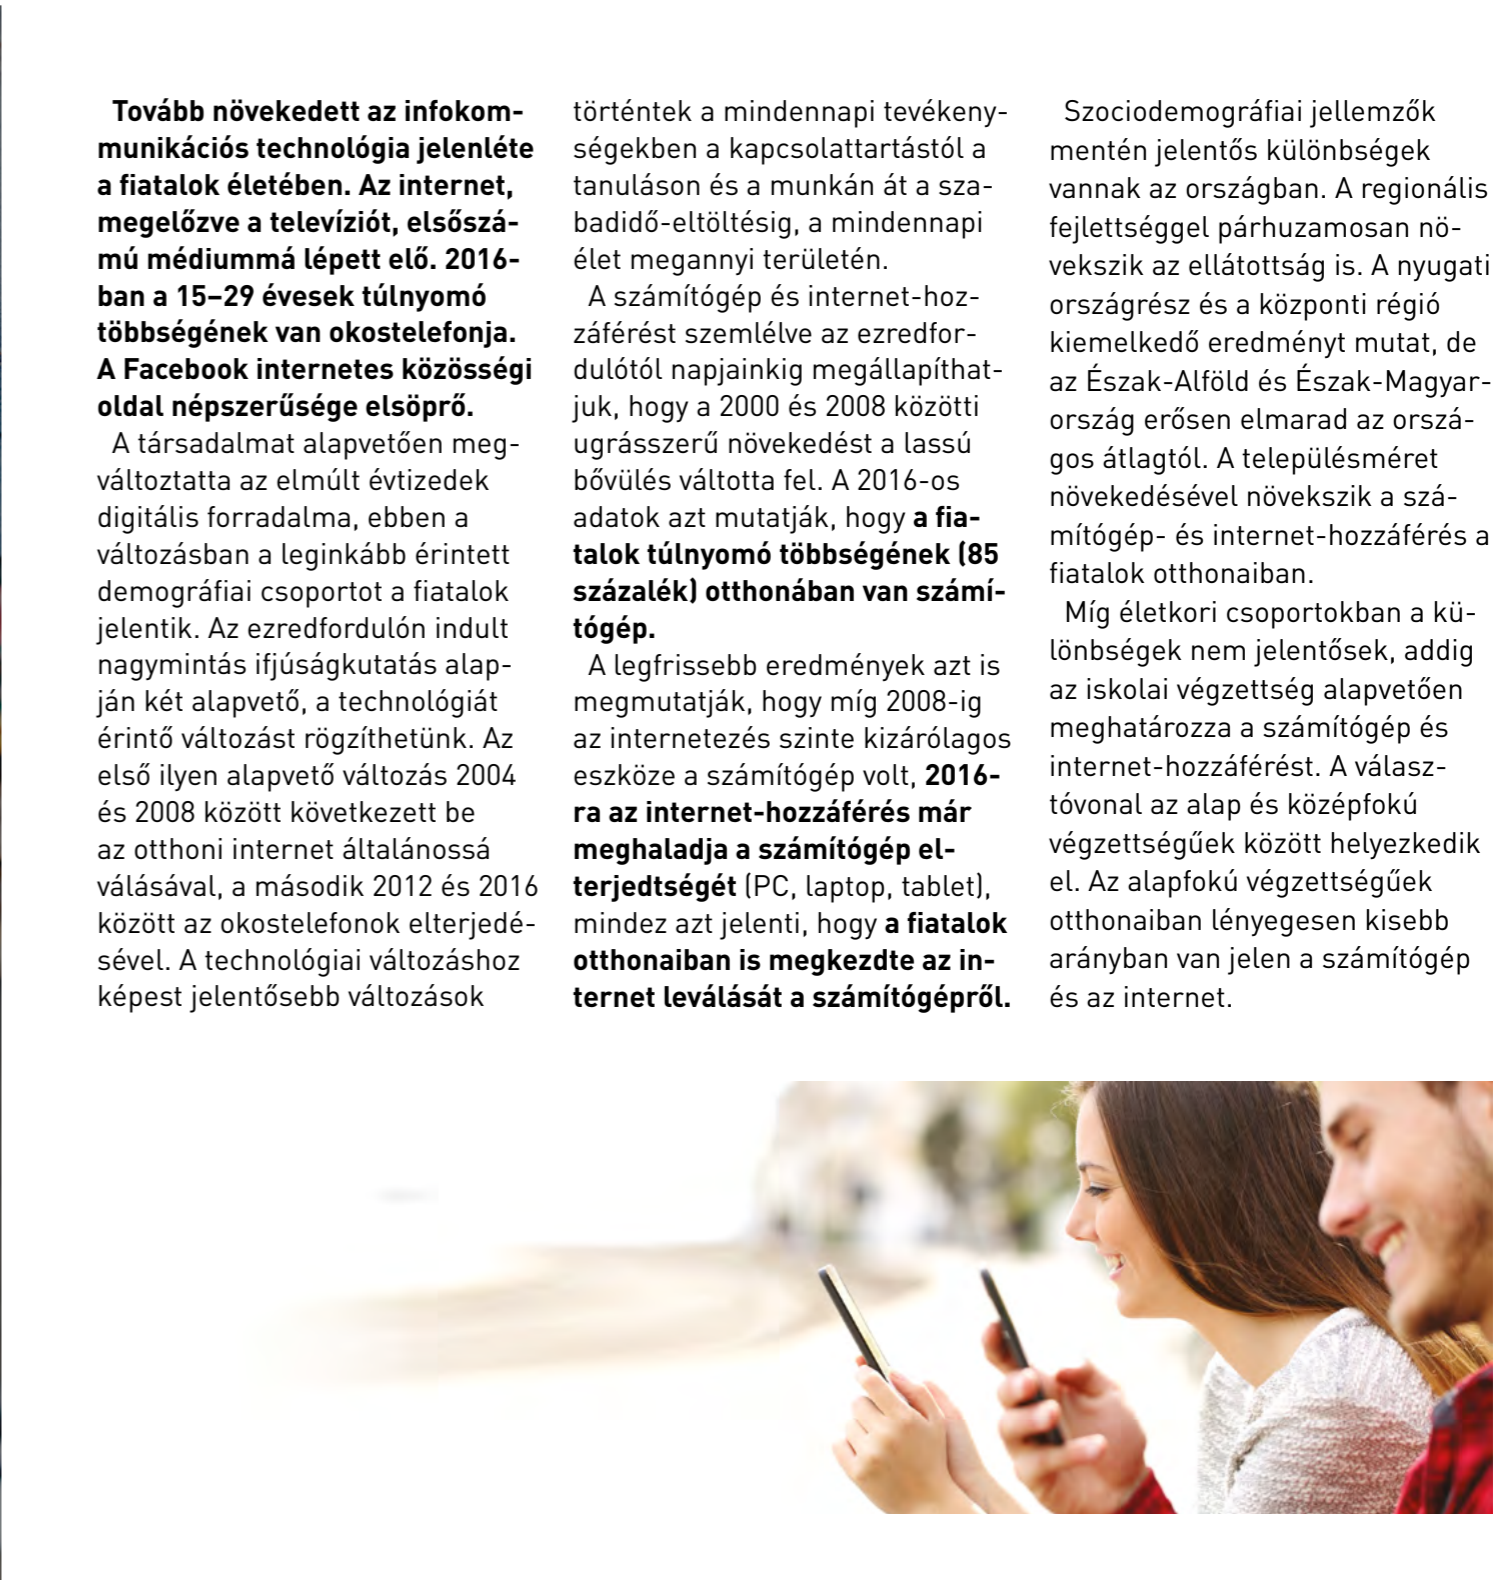 Tovább növekedett az infokom-
munikációs technológia jelenléte
a fiatalok életében. Az internet,
megelőzve a televíziót, elsőszá-
mú médiummá lépett elő. 2016-
ban a 15–29 évesek túlnyomó
többségének van okostelefonja.
A Facebook internetes közösségi
oldal népszerűsége elsöprő.
A társadalmat alapvetően meg-
változtatta az elmúlt évtizedek
digitális forradalma, ebben a
változásban a leginkább érintett
demográfiai csoportot a fiatalok
jelentik. Az ezredfordulón indult
nagymintás ifjúságkutatás alap-
ján két alapvető, a technológiát
érintő változást rögzíthetünk. Az
első ilyen alapvető változás 2004
és 2008 között következett be
az otthoni internet általánossá
válásával, a második 2012 és 2016
között az okostelefonok elterjedé-
sével. A technológiai változáshoz
képest jelentősebb változások
történtek a mindennapi tevékeny-
ségekben a kapcsolattartástól a
tanuláson és a munkán át a sza-
badidő-eltöltésig, a mindennapi
élet megannyi területén.
A számítógép és internet-hoz-
záférést szemlélve az ezredfor-
dulótól napjainkig megállapíthat-
juk, hogy a 2000 és 2008 közötti
ugrásszerű növekedést a lassú
bővülés váltotta fel. A 2016-os
adatok azt mutatják, hogy a fia-
talok túlnyomó többségének (85
százalék) otthonában van számí-
tógép.
A legfrissebb eredmények azt is
megmutatják, hogy míg 2008-ig
az internetezés szinte kizárólagos
eszköze a számítógép volt, 2016-
ra az internet-hozzáférés már
meghaladja a számítógép el-
terjedtségét (PC, laptop, tablet),
mindez azt jelenti, hogy a fiatalok
otthonaiban is megkezdte az in-
ternet leválását a számítógépről.
Szociodemográfiai jellemzők
mentén jelentős különbségek
vannak az országban. A regionális
fejlettséggel párhuzamosan nö-
vekszik az ellátottság is. A nyugati
országrész és a központi régió
kiemelkedő eredményt mutat, de
az Észak-Alföld és Észak-Magyar-
ország erősen elmarad az orszá-
gos átlagtól. A településméret
növekedésével növekszik a szá-
mítógép- és internet-hozzáférés a
fiatalok otthonaiban.
Míg életkori csoportokban a kü-
lönbségek nem jelentősek, addig
az iskolai végzettség alapvetően
meghatározza a számítógép és
internet-hozzáférést. A válasz-
tóvonal az alap és középfokú
végzettségűek között helyezkedik
el. Az alapfokú végzettségűek
otthonaiban lényegesen kisebb
arányban van jelen a számítógép
és az internet.